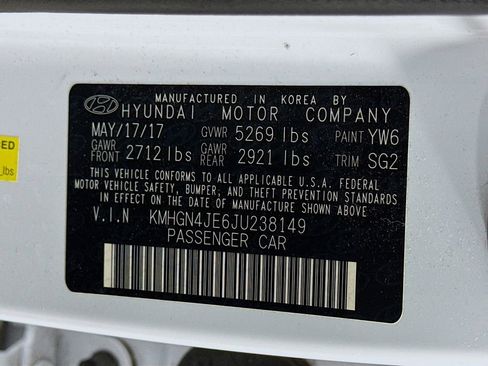 MANUFACTURED IN KOREA BY
HYUNDAI MOTOR COMPANY
MAY/17/17 GVWR 5269 lbs PAINT YW6
GAWR FRONT 2712 lbs GAWR REAR 2921 lbs TRIM SG2
THIS VEHICLE CONFORMS TO ALL APPLICABLE U.S.A. FEDERAL
MOTOR VEHICLE SAFETY, BUMPER, AND THEFT PREVENTION STANDARDS
IN EFFECT ON THE DATE OF MANUFACTURE SHOWN ABOVE.
V.I.N KMHGN4JE6JU238149
PASSENGER CAR
lbs